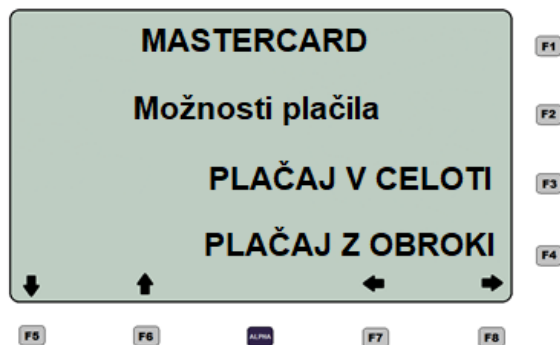 MASTERCARD
F1
Možnosti plačila
F2
PLAČAJ V CELOTI
F3
PLAČAJ Z OBROKI
F4
F5 F6 ALPHA F7 F8